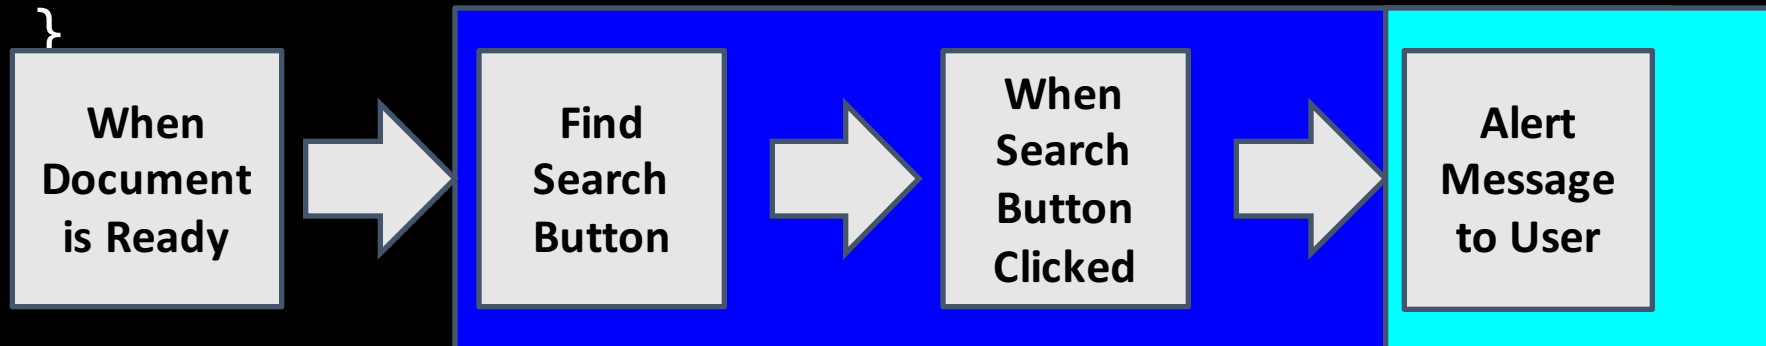 }
When
Document
is Ready
Find
Search
Button
When
Search
Button
Clicked
Alert
Message
to User